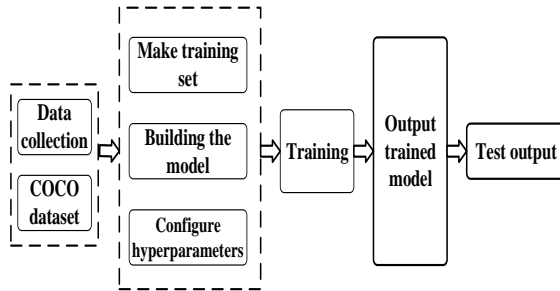 Data
collection
COCO
dataset
Make training
set
Building the
model
Configure
hyperparameters
Training
Output
trained
model
Test output